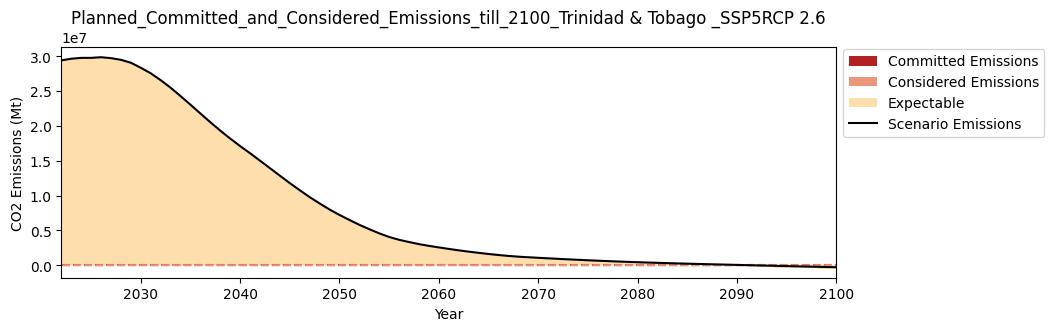 Planned_Committed_and_Considered_Emissions_till_2100_Trinidad & Tobago _SSP5RCP 2.6
1e7
3.0
2.5
2.0
1.5
1.0
0.5
0.0
CO2 Emissions (Mt)
2030 2040 2050 2060 2070 2080 2090 2100
Year
Committed Emissions
Considered Emissions
Expectable
Scenario Emissions